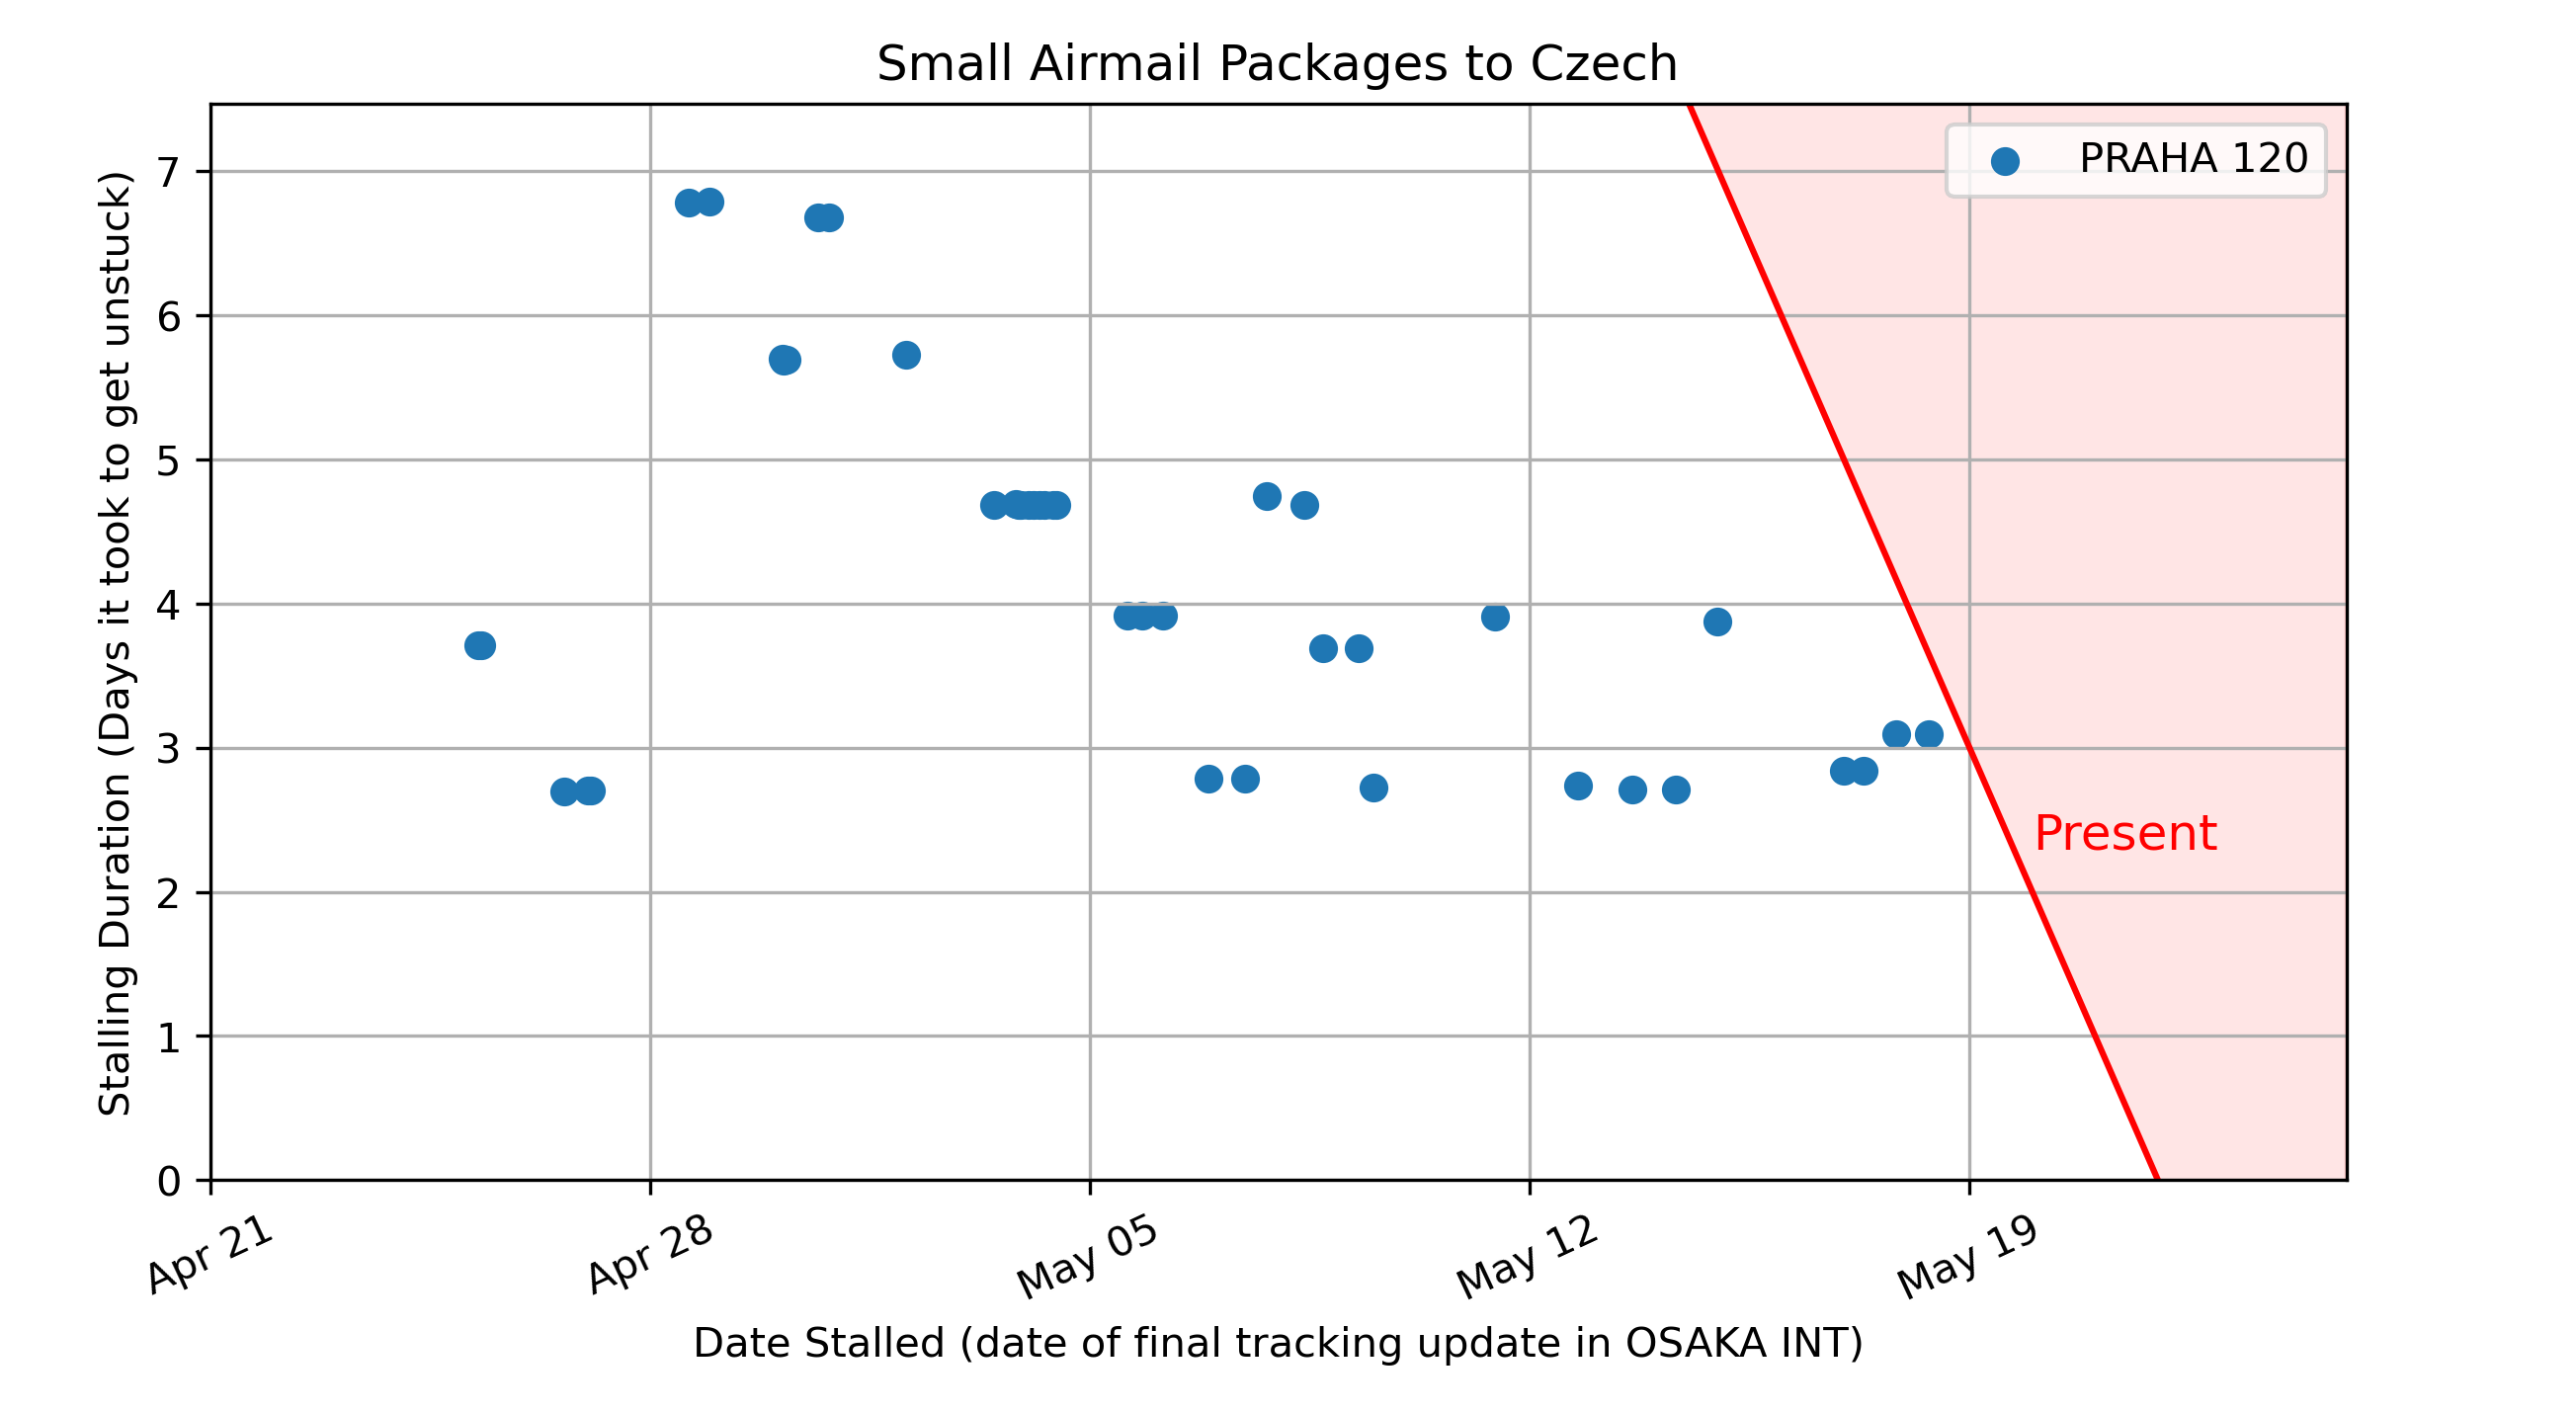 Small Airmail Packages to Czech
PRAHA 120
Stalling Duration (Days it took to get unstuck)
7
6
5
4
3
2
1
0
Present
Apr 21
Apr 28
May 05
May 12
May 19
Date Stalled (date of final tracking update in OSAKA INT)